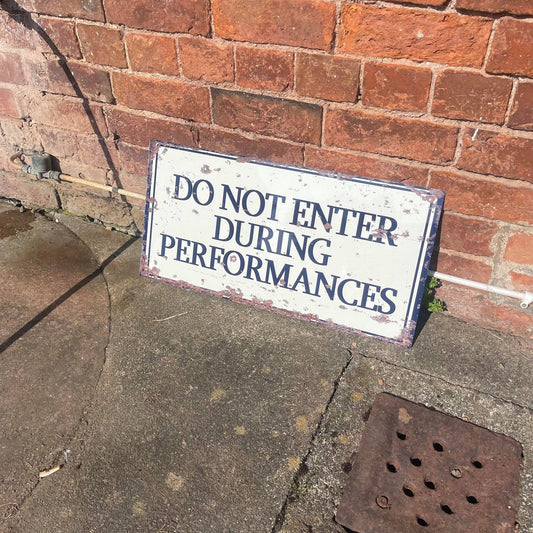 DO NOT ENTER
DURING
PERFORMANCES